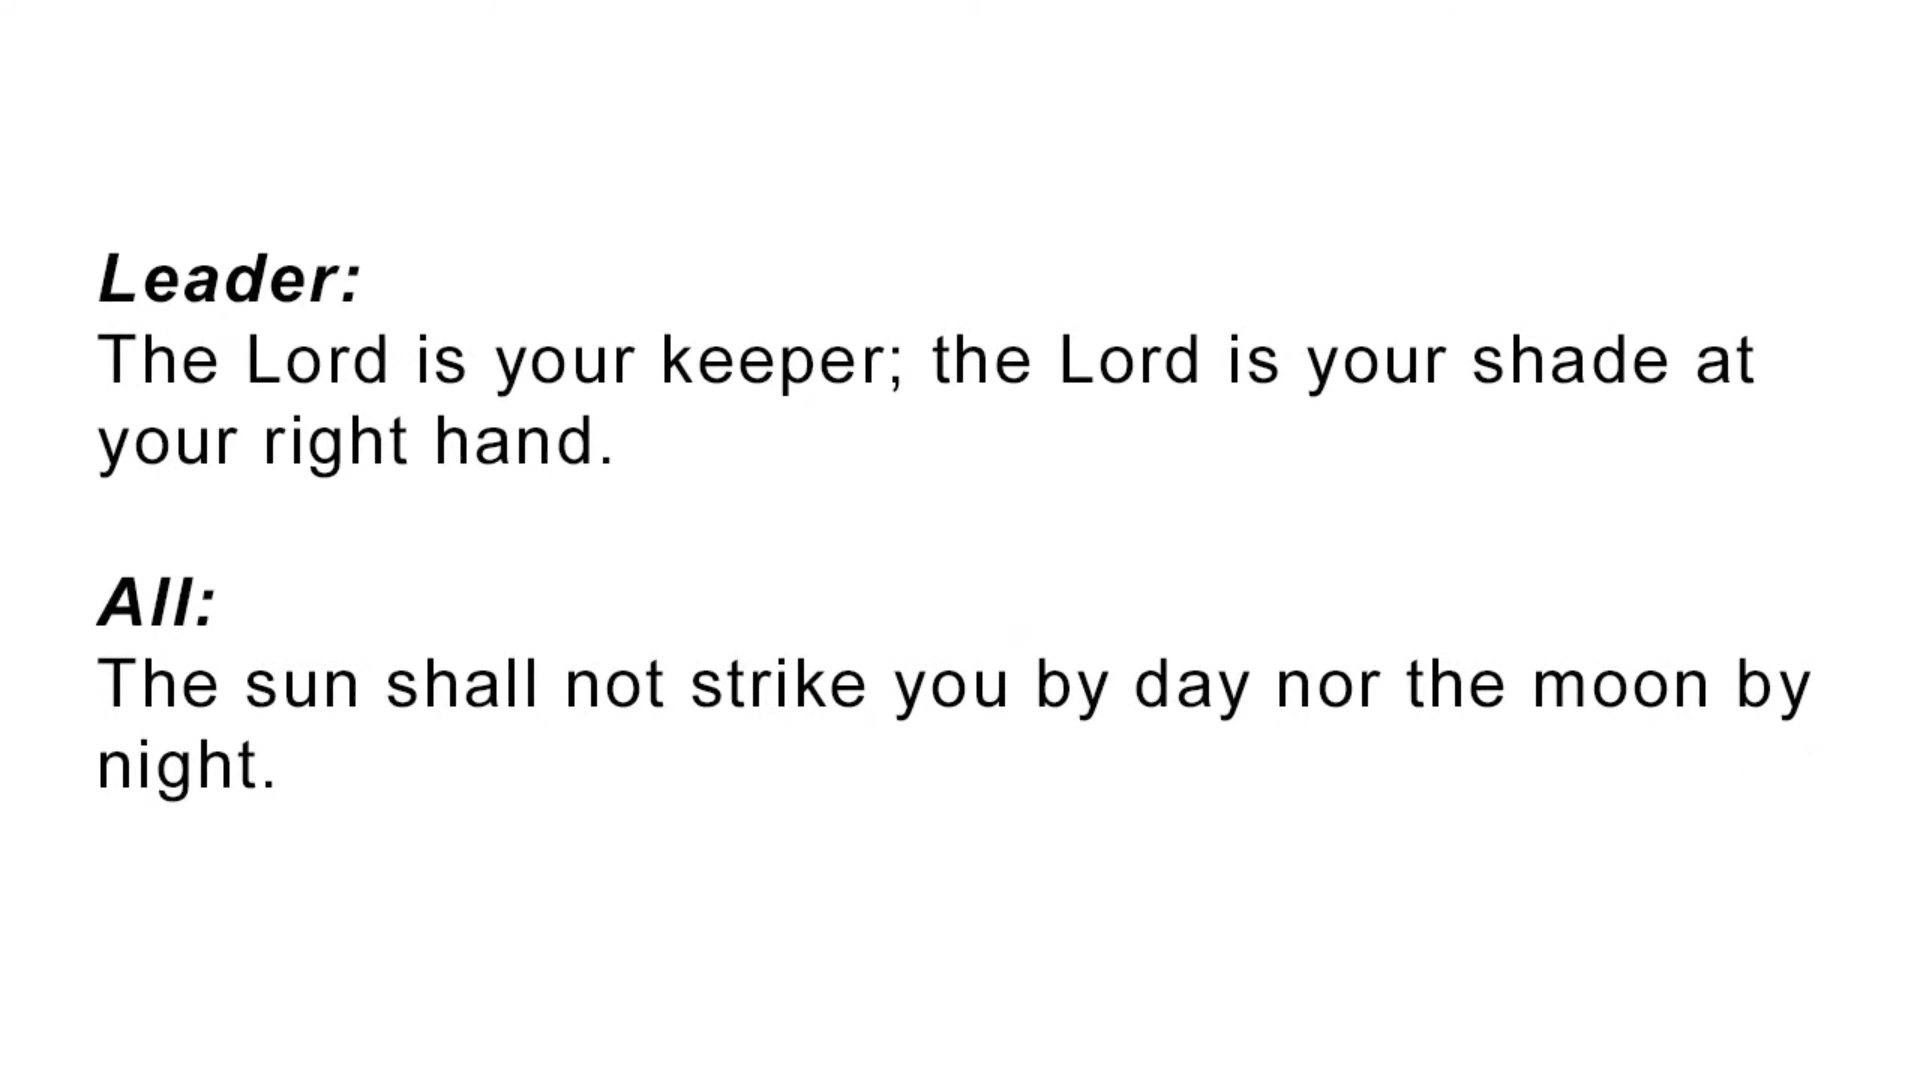 Leader:
The Lord is your keeper; the Lord is your shade at
your right hand.
All:
The sun shall not strike you by day nor the moon by
night.